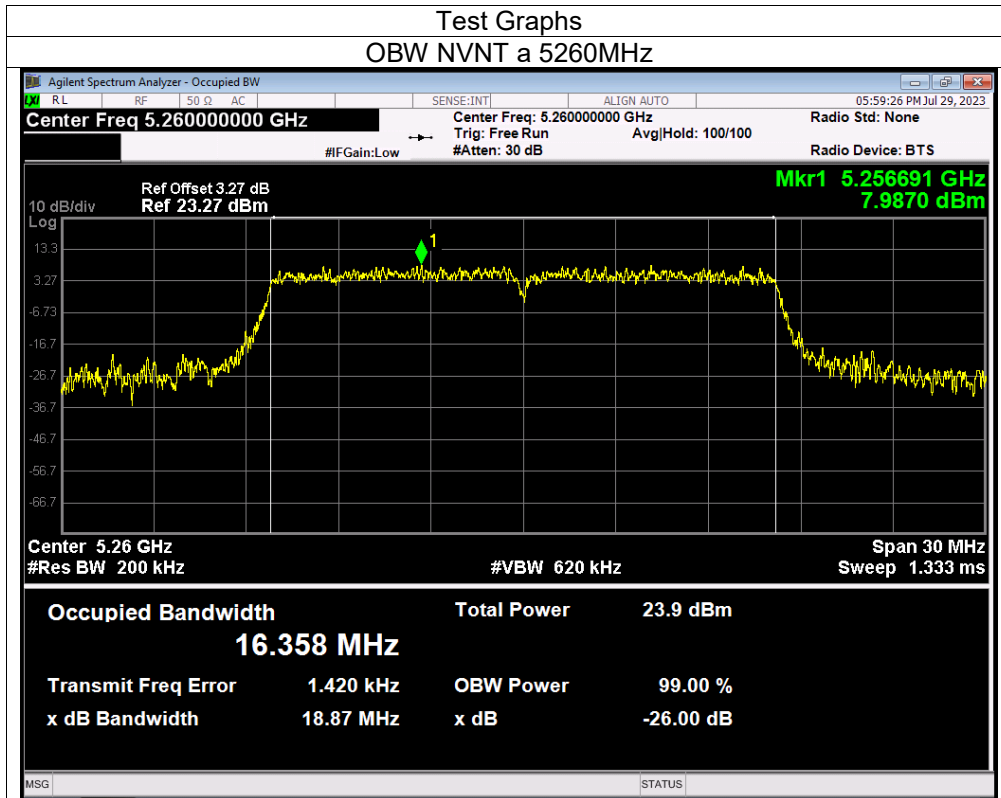 Test Graphs
OBW NVNT a 5260MHz
Agilent Spectrum Analyzer - Occupied BW
LXI RL RF 50 Ω AC SENSE:INT ALIGN AUTO 05:59:26 PM Jul 29, 2023
Center Freq 5.260000000 GHz Center Freq: 5.260000000 GHz Radio Std: None
Trig: Free Run Avg|Hold: 100/100
#IFGain:Low #Atten: 30 dB Radio Device: BTS
Ref Offset 3.27 dB Mkr1 5.256691 GHz
10 dB/div Ref 23.27 dBm 7.9870 dBm
Log
1
13.3
3.27
-6.73
-16.7
-26.7
-36.7
-46.7
-56.7
-66.7
Center 5.26 GHz Span 30 MHz
#Res BW 200 kHz #VBW 620 kHz Sweep 1.333 ms
Occupied Bandwidth Total Power 23.9 dBm
16.358 MHz
Transmit Freq Error 1.420 kHz OBW Power 99.00 %
x dB Bandwidth 18.87 MHz x dB -26.00 dB
MSG STATUS